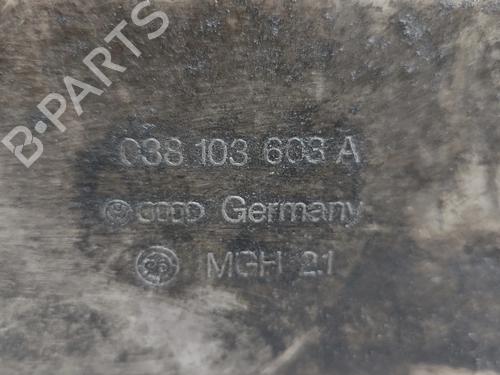 B-PARTS
038 103 603 A
Germany
MGH 21